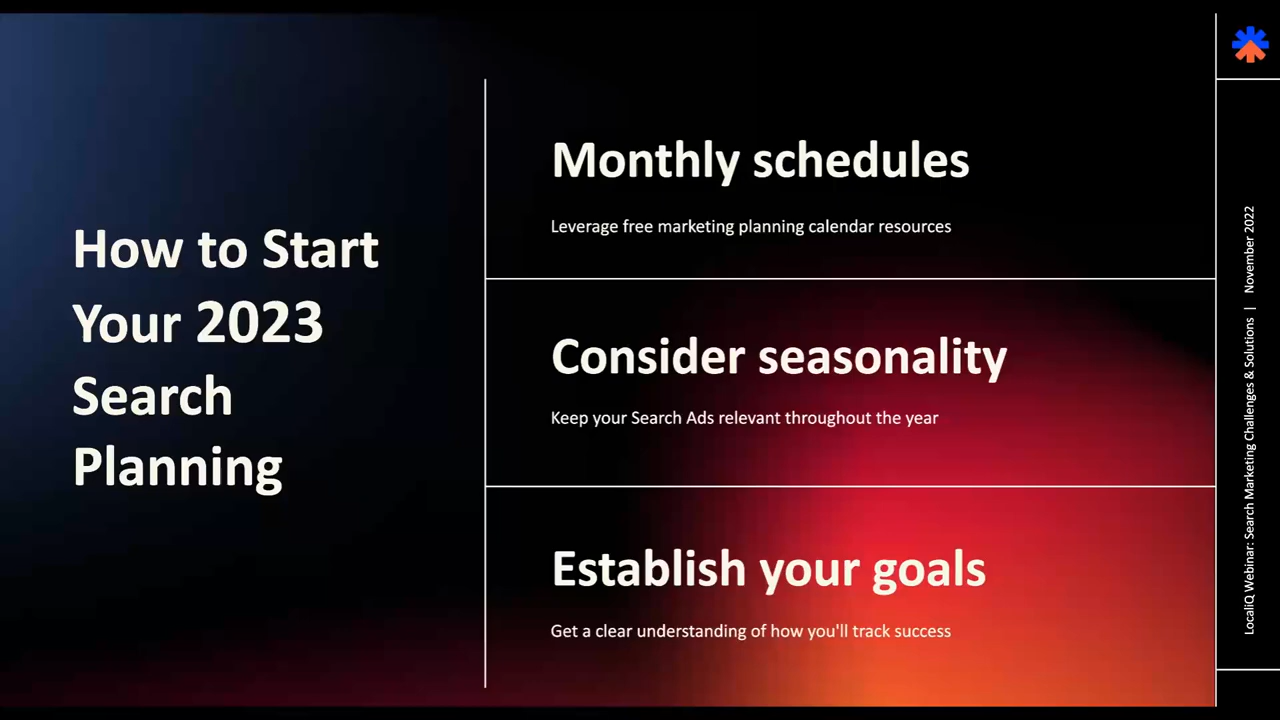 How to Start
Your 2023
Search
Planning
Monthly schedules
Leverage free marketing planning calendar resources
Consider seasonality
Keep your Search Ads relevant throughout the year
Establish your goals
Get a clear understanding of how you'll track success
LocaliQ Webinar: Search Marketing Challenges & Solutions | November 2022